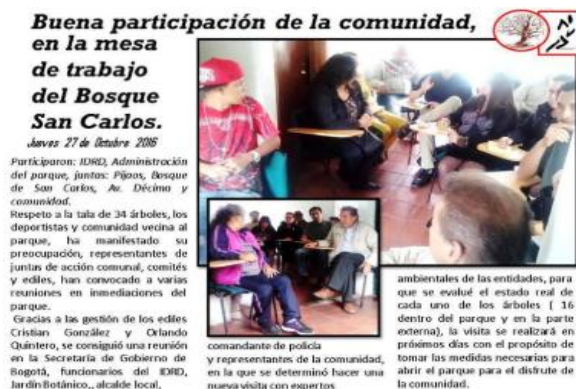 Buena participación de la comunidad,
en la mesa
de trabajo
del Bosque
San Carlos.
Jueves 27 de Octubre 2016
Participaron: IDRD, Administración
del parque, juntas: Pijaos, Bosque
de San Carlos, Av. Décima y
comunidad.
Respeto a la tala de 34 árboles, los
deportistas y comunidad vecina al
parque, ha manifestado su
preocupación, representantes de
juntas de acción comunal, comités
y ediles, han convocado a varias
reuniones en inmediaciones del
parque.
Gracias a las gestión de los ediles
Cristian González y Orlando
Quintero, se consiguió una reunión
en la Secretaría de Gobierno de
Bogotá, funcionarios del IDRD,
Jardín Botánico,, alcalde local,
comandante de policía
y representantes de la comunidad,
en la que se determinó hacer una
nueva visita con expertos
ambientales de las entidades, para
que se evalué el estado real de
cada uno de los árboles ( 16
dentro del parque y en la parte
externa), la visita se realizará en
próximos días con el propósito de
tomar las medidas necesarias para
abrir el parque para el disfrute de
la comunidad.